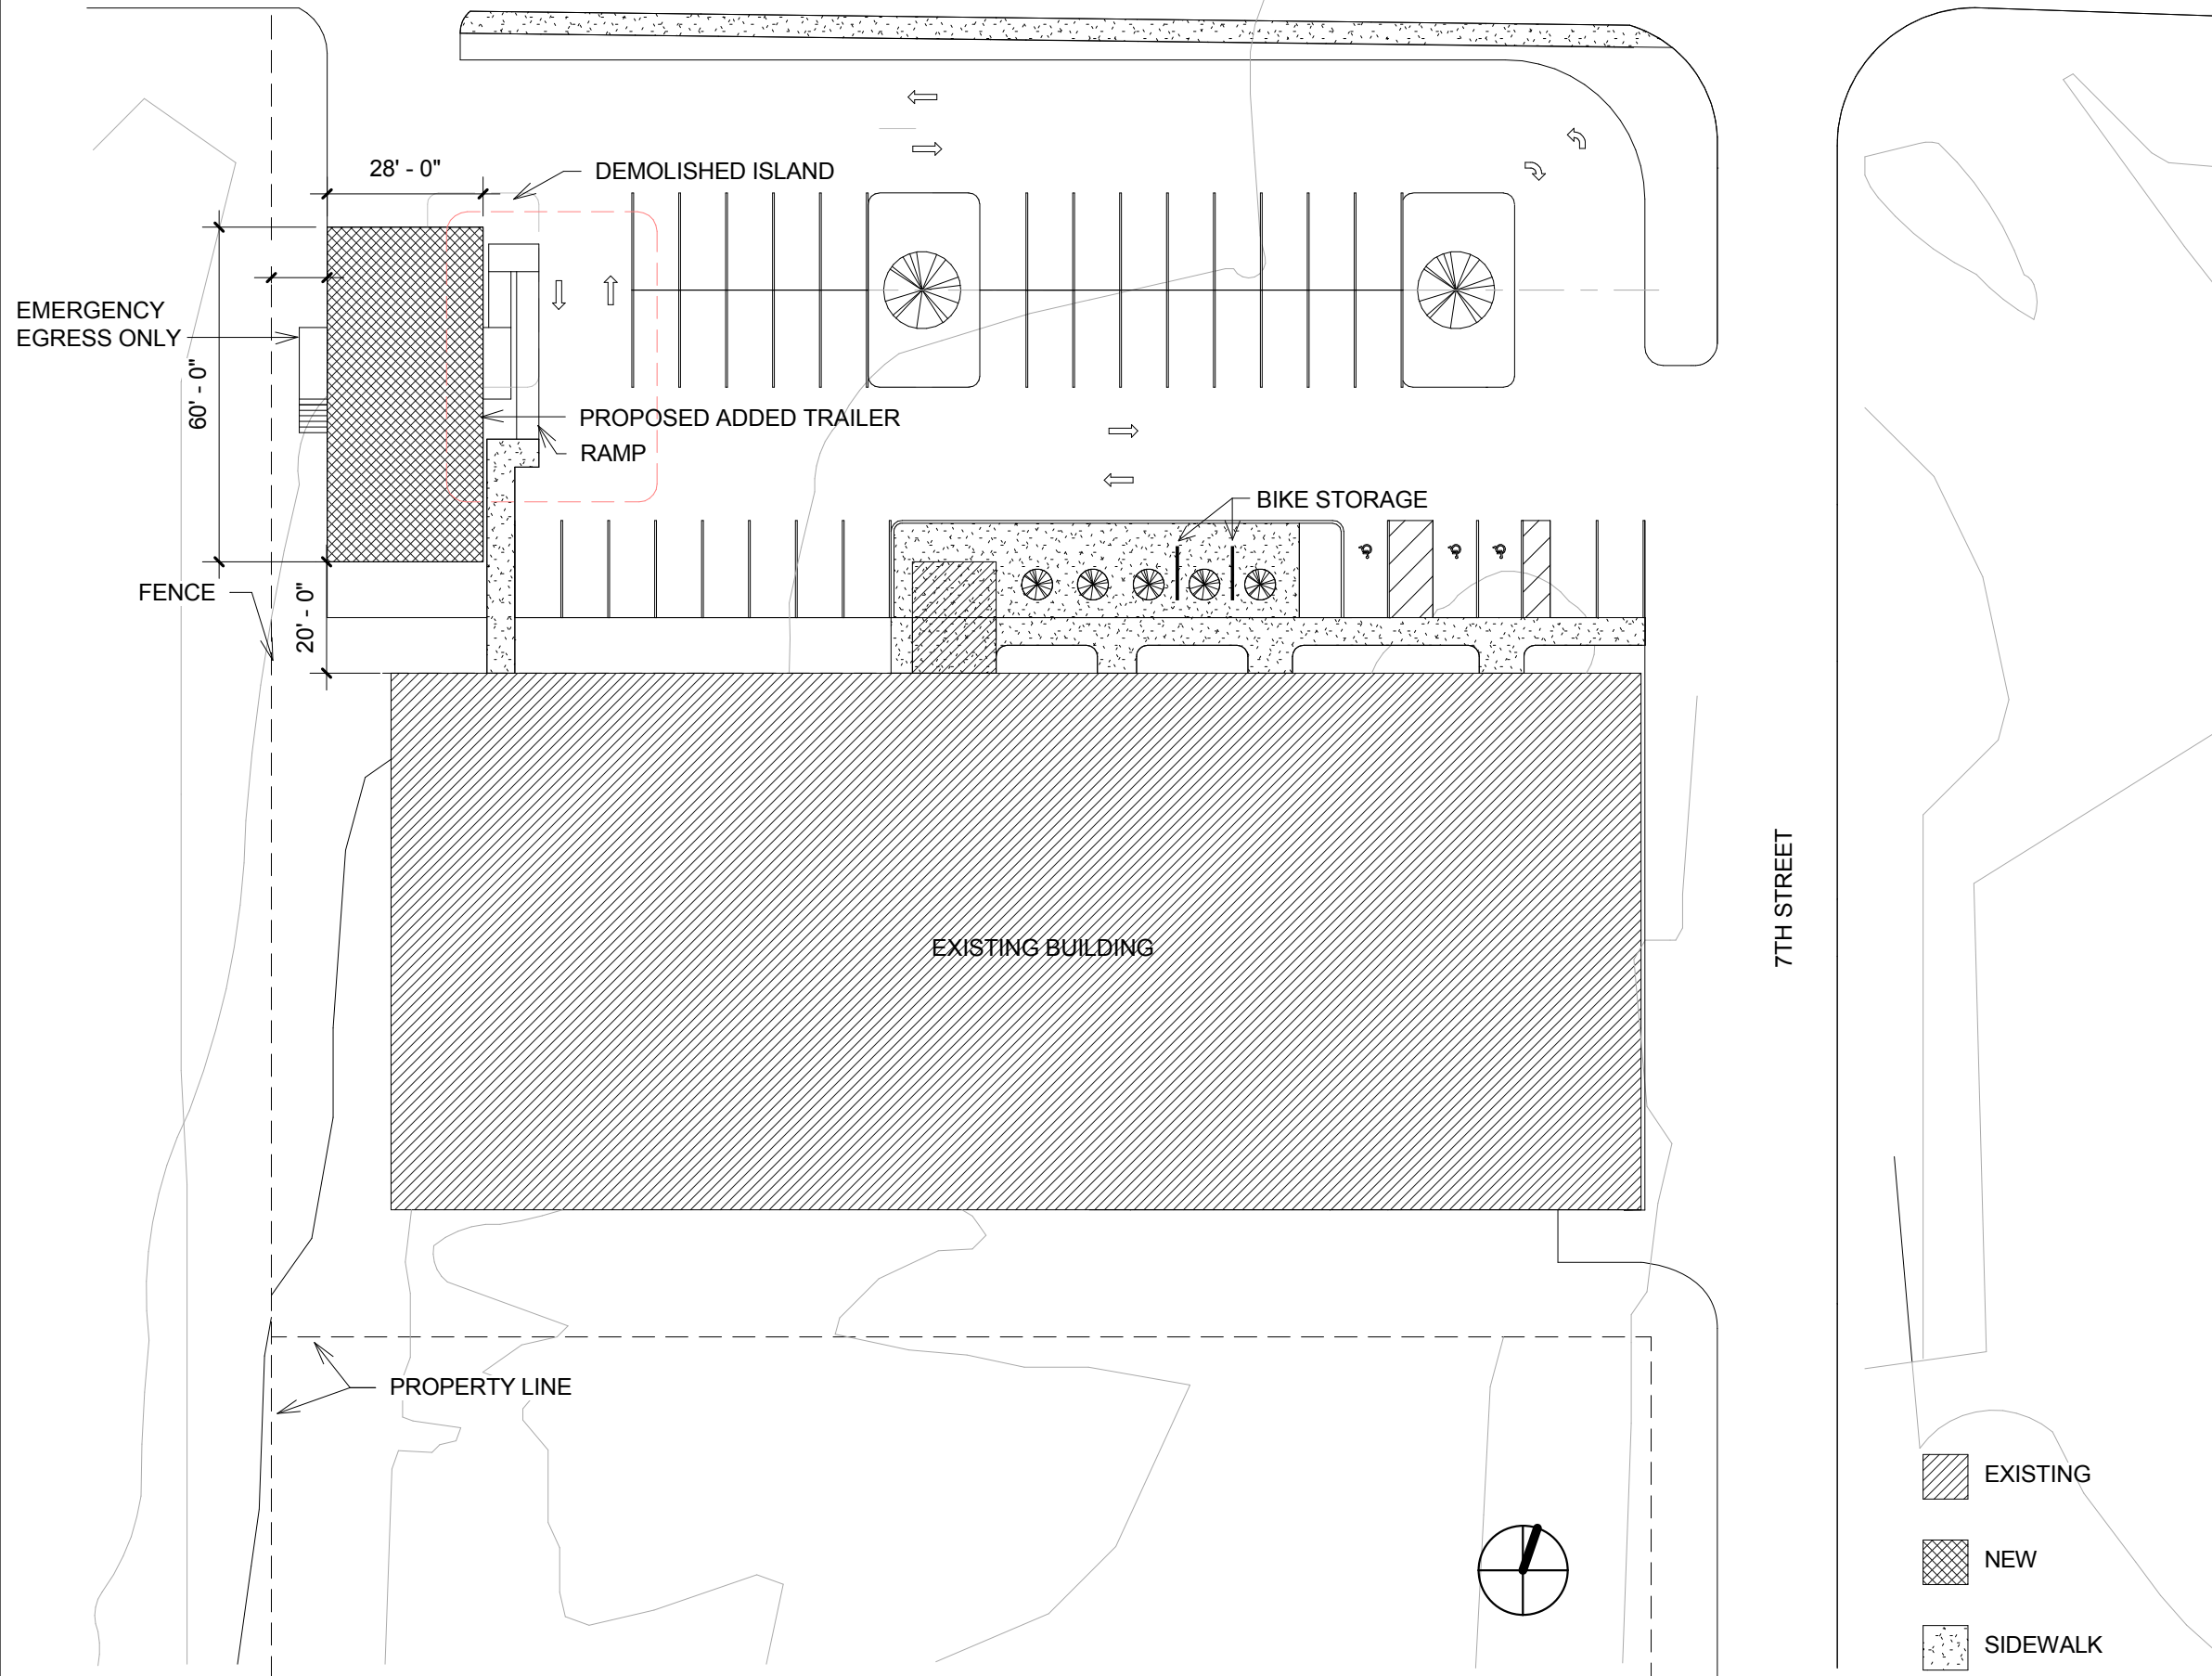 28' - 0"
DEMOLISHED ISLAND
EMERGENCY
EGRESS ONLY
60' - 0"
PROPOSED ADDED TRAILER
RAMP
BIKE STORAGE
FENCE
20' - 0"
EXISTING BUILDING
7TH STREET
PROPERTY LINE
EXISTING
NEW
SIDEWALK